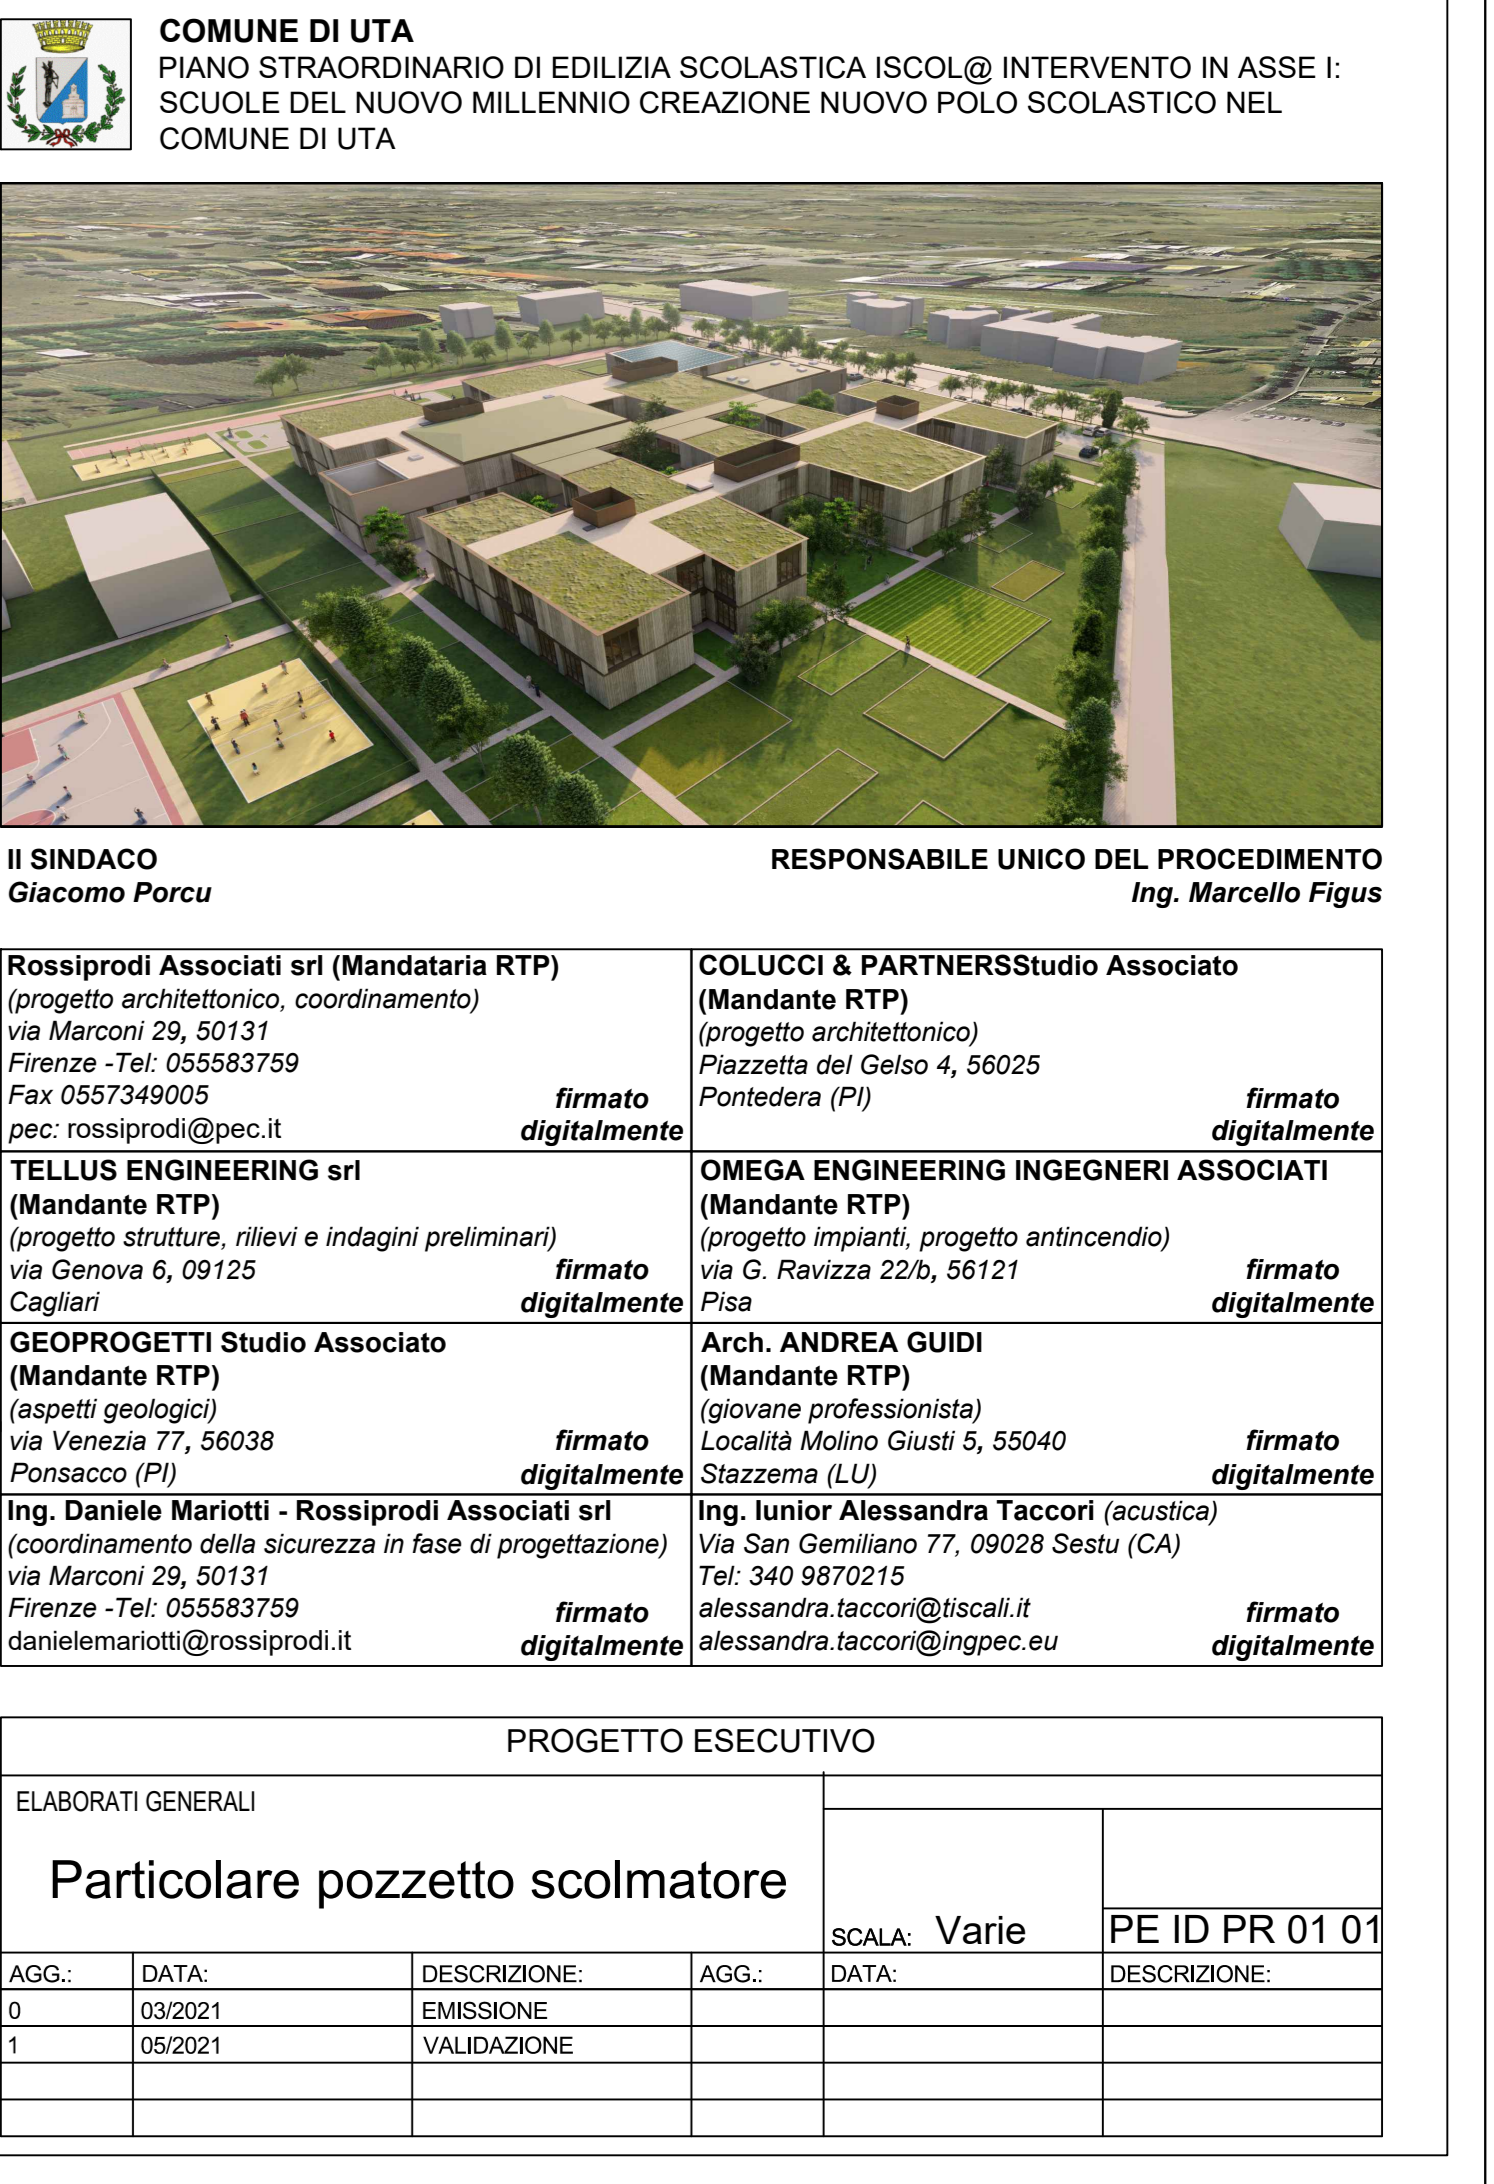 COMUNE DI UTA
PIANO STRAORDINARIO DI EDILIZIA SCOLASTICA ISCOL@ INTERVENTO IN ASSE I:
SCUOLE DEL NUOVO MILLENNIO CREAZIONE NUOVO POLO SCOLASTICO NEL
COMUNE DI UTA
Il SINDACO
Giacomo Porcu
RESPONSABILE UNICO DEL PROCEDIMENTO
Ing. Marcello Figus
Rossiprodi Associati srl (Mandataria RTP)
(progetto architettonico, coordinamento)
via Marconi 29, 50131
Firenze -Tel: 055583759
Fax 0557349005
pec: rossiprodi@pec.it
firmato
digitalmente
COLUCCI & PARTNERSStudio Associato
(Mandante RTP)
(progetto architettonico)
Piazzetta del Gelso 4, 56025
Pontedera (PI)
firmato
digitalmente
TELLUS ENGINEERING srl
(Mandante RTP)
(progetto strutture, rilievi e indagini preliminari)
via Genova 6, 09125
Cagliari
firmato
digitalmente
OMEGA ENGINEERING INGEGNERI ASSOCIATI
(Mandante RTP)
(progetto impianti, progetto antincendio)
via G. Ravizza 22/b, 56121
Pisa
firmato
digitalmente
GEOPROGETTI Studio Associato
(Mandante RTP)
(aspetti geologici)
via Venezia 77, 56038
Ponsacco (PI)
firmato
digitalmente
Arch. ANDREA GUIDI
(Mandante RTP)
(giovane professionista)
Località Molino Giusti 5, 55040
Stazzema (LU)
firmato
digitalmente
Ing. Daniele Mariotti - Rossiprodi Associati srl
(coordinamento della sicurezza in fase di progettazione)
via Marconi 29, 50131
Firenze -Tel: 055583759
danielemariotti@rossiprodi.it
firmato
digitalmente
Ing. Iunior Alessandra Taccori (acustica)
Via San Gemiliano 77, 09028 Sestu (CA)
Tel: 340 9870215
alessandra.taccori@tiscali.it
alessandra.taccori@ingpec.eu
firmato
digitalmente
PROGETTO ESECUTIVO
ELABORATI GENERALI
Particolare pozzetto scolmatore
SCALA: Varie
PE ID PR 01 01
AGG.: DATA: DESCRIZIONE: AGG.: DATA: DESCRIZIONE:
0 03/2021 EMISSIONE
1 05/2021 VALIDAZIONE